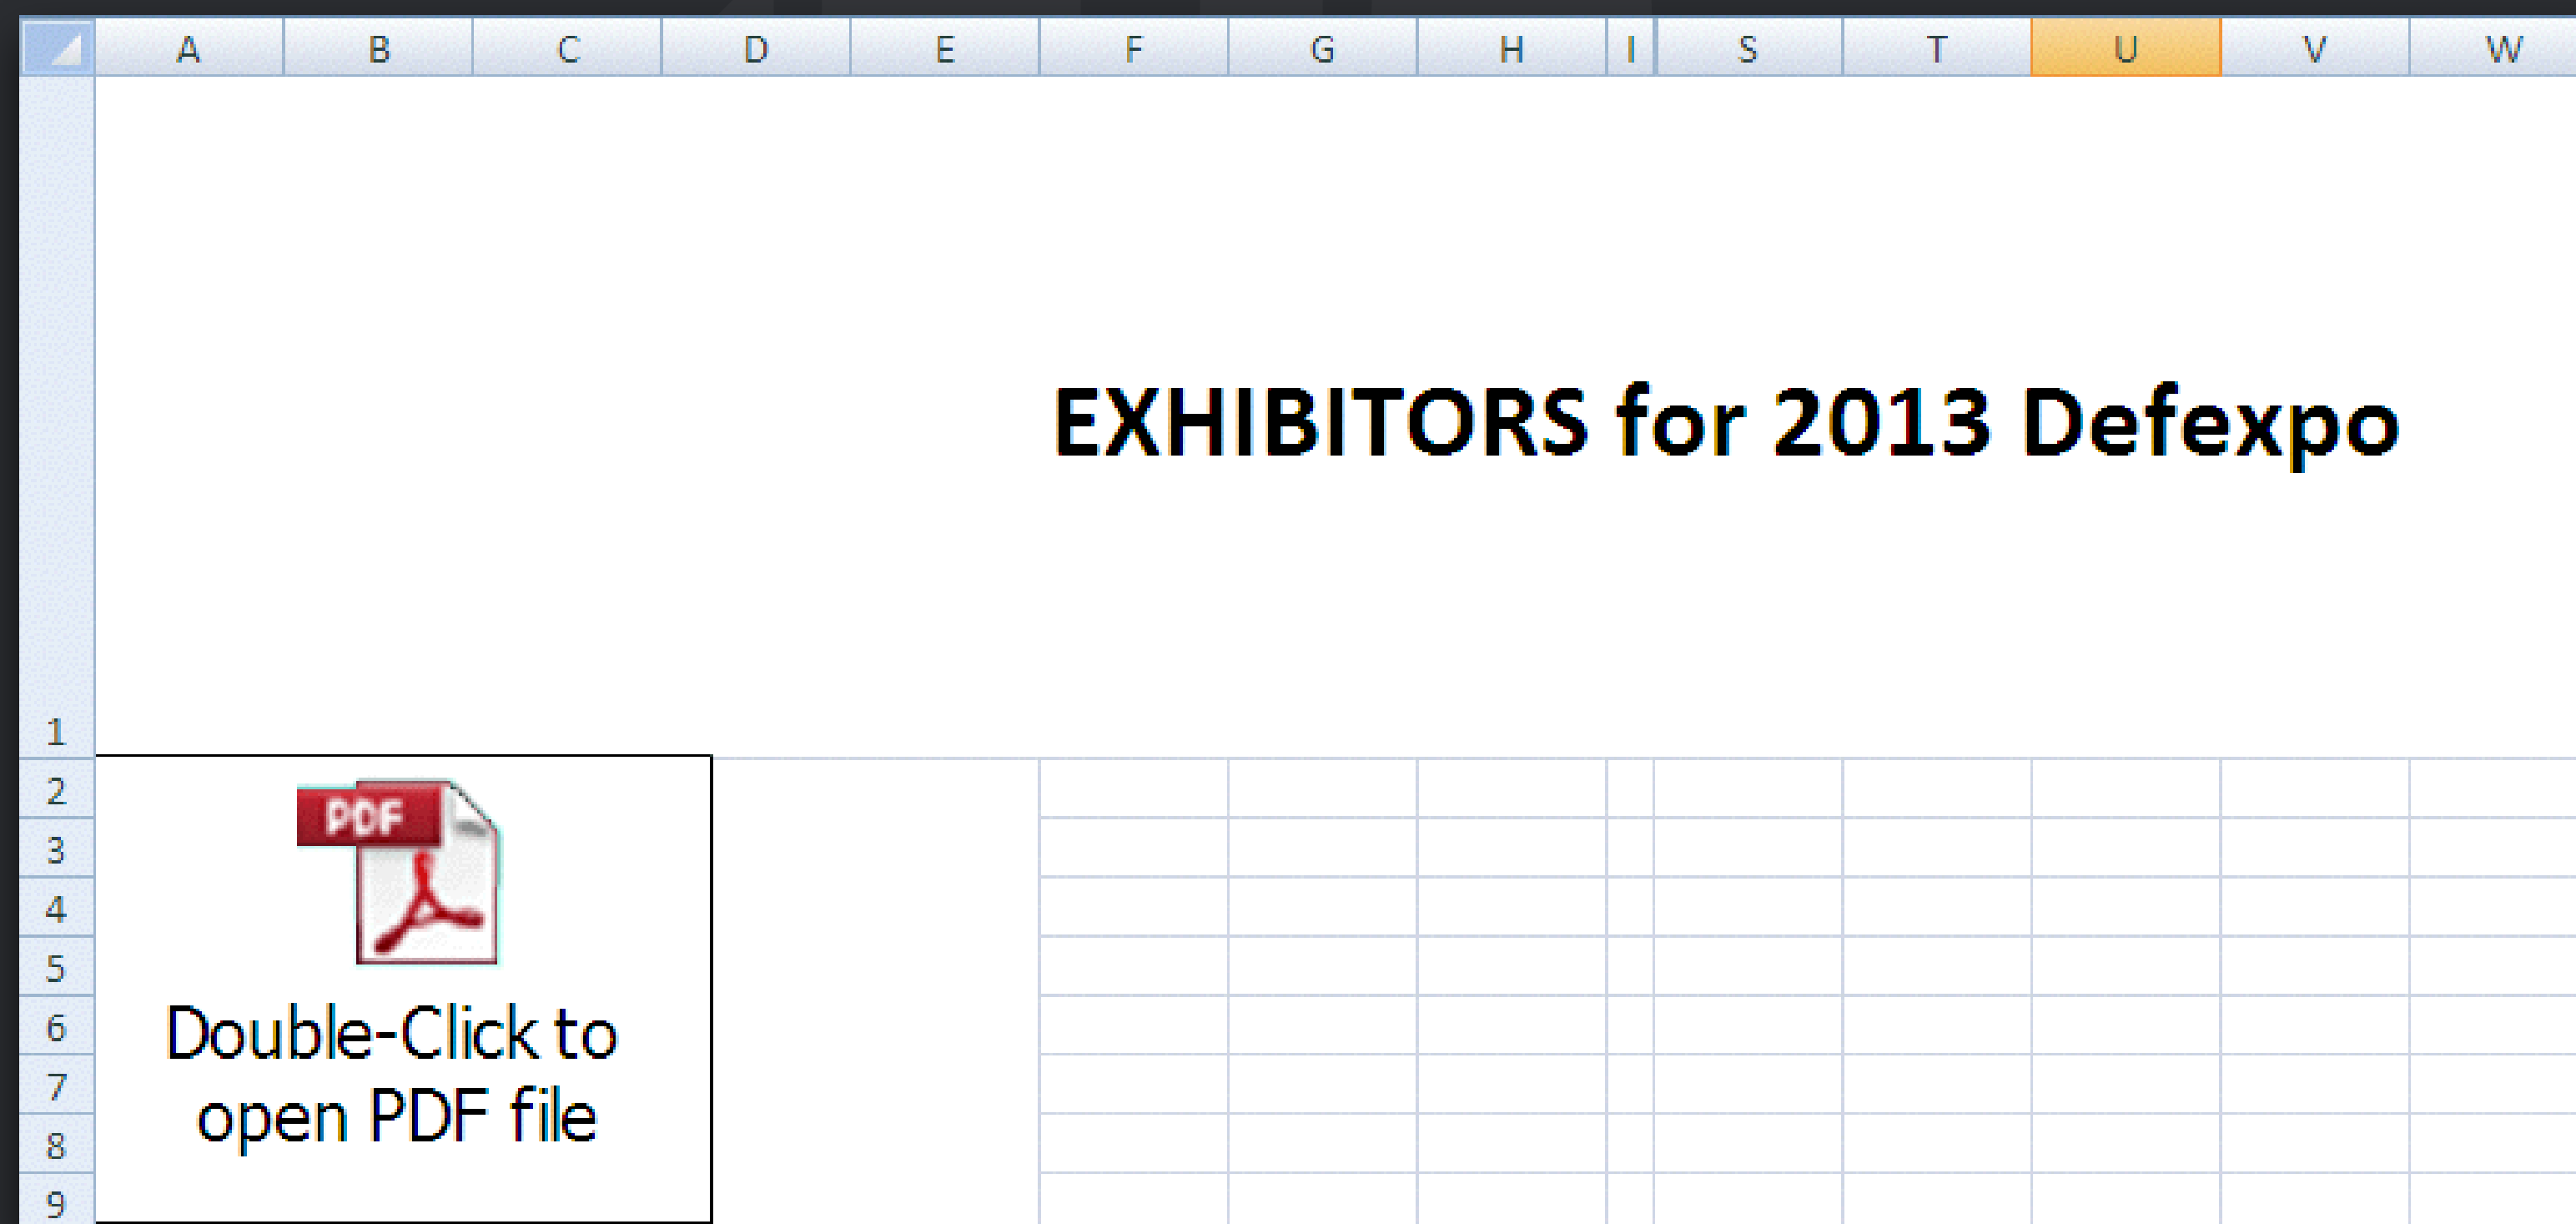 A B C D E F G H I S T U V W
EXHIBITORS for 2013 Defexpo
1
2
PDF
3
4
5
6
Double-Click to
7
open PDF file
8
9